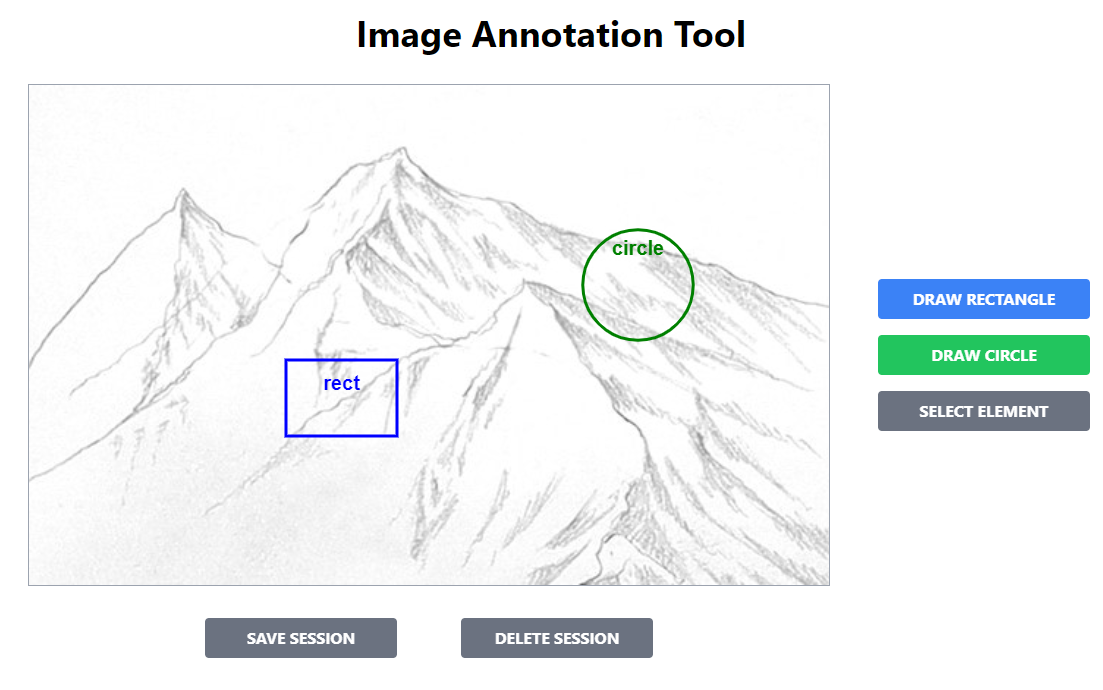 Image Annotation Tool
circle
DRAW RECTANGLE
DRAW CIRCLE
rect
SELECT ELEMENT
SAVE SESSION
DELETE SESSION